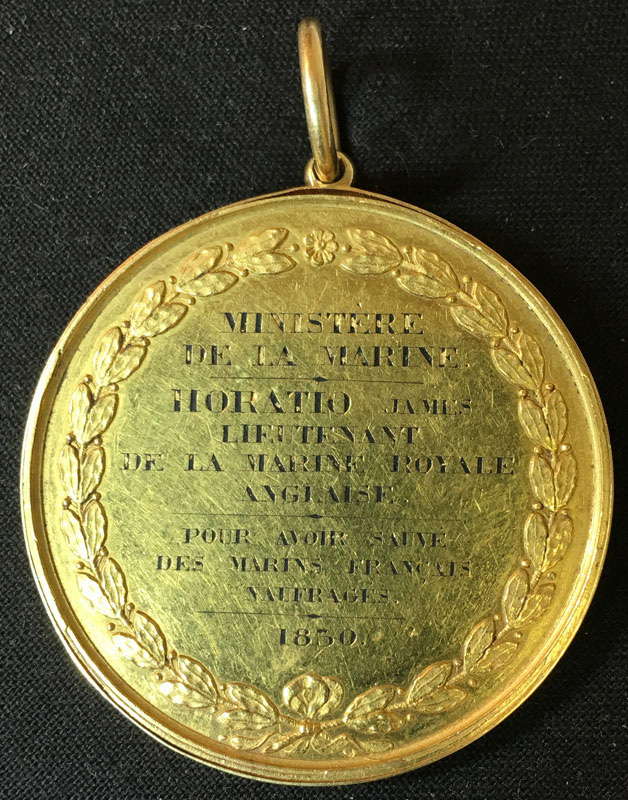 MINISTÈRE
DE LA MARINE.
HORATIO JAMES
LIEUTENANT
DE LA MARINE ROYALE
ANGLAISE.
POUR AVOIR SAUVÉ
DES MARINS FRANÇAIS
NAUFRAGÉS.
1830.